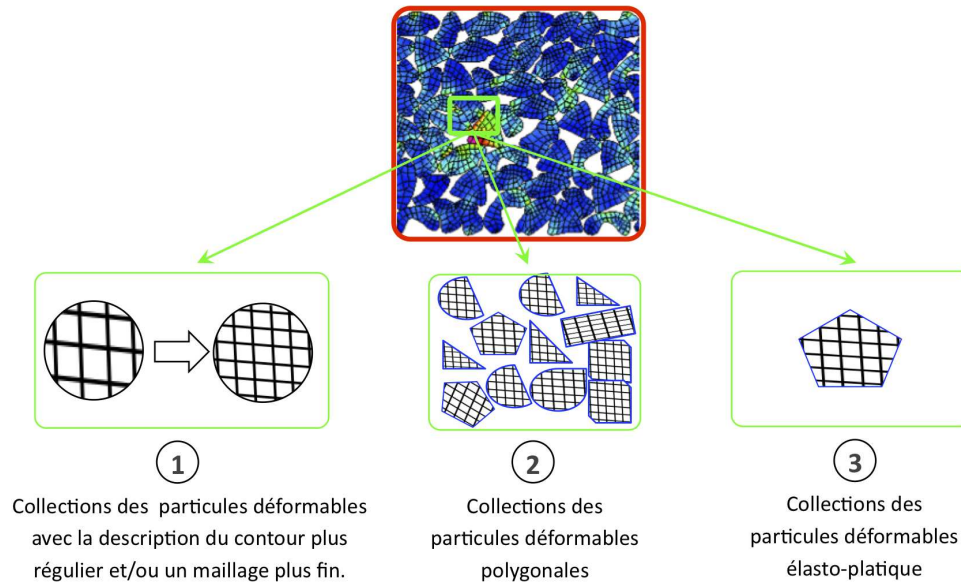 1
Collections des particules déformables
avec la description du contour plus
régulier et/ou un maillage plus fin.
2
Collections des
particules déformables
polygonales
3
Collections des
particules déformables
élasto-platique